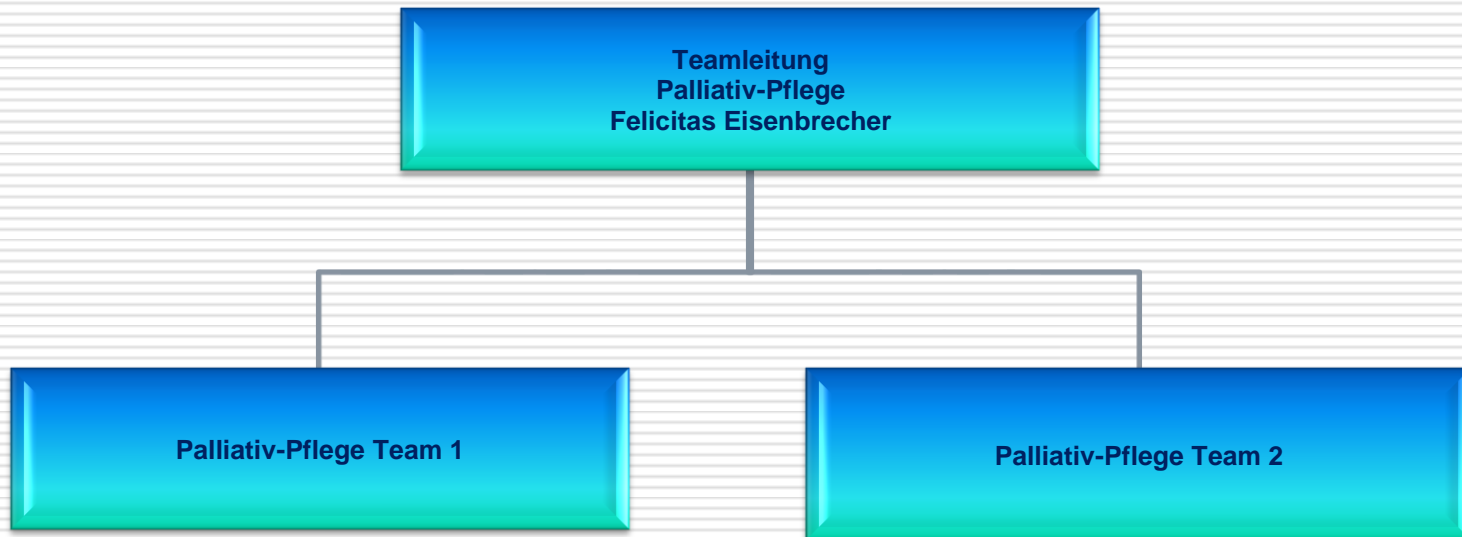 Teamleitung
Palliativ-Pflege
Felicitas Eisenbrecher
Palliativ-Pflege Team 1
Palliativ-Pflege Team 2